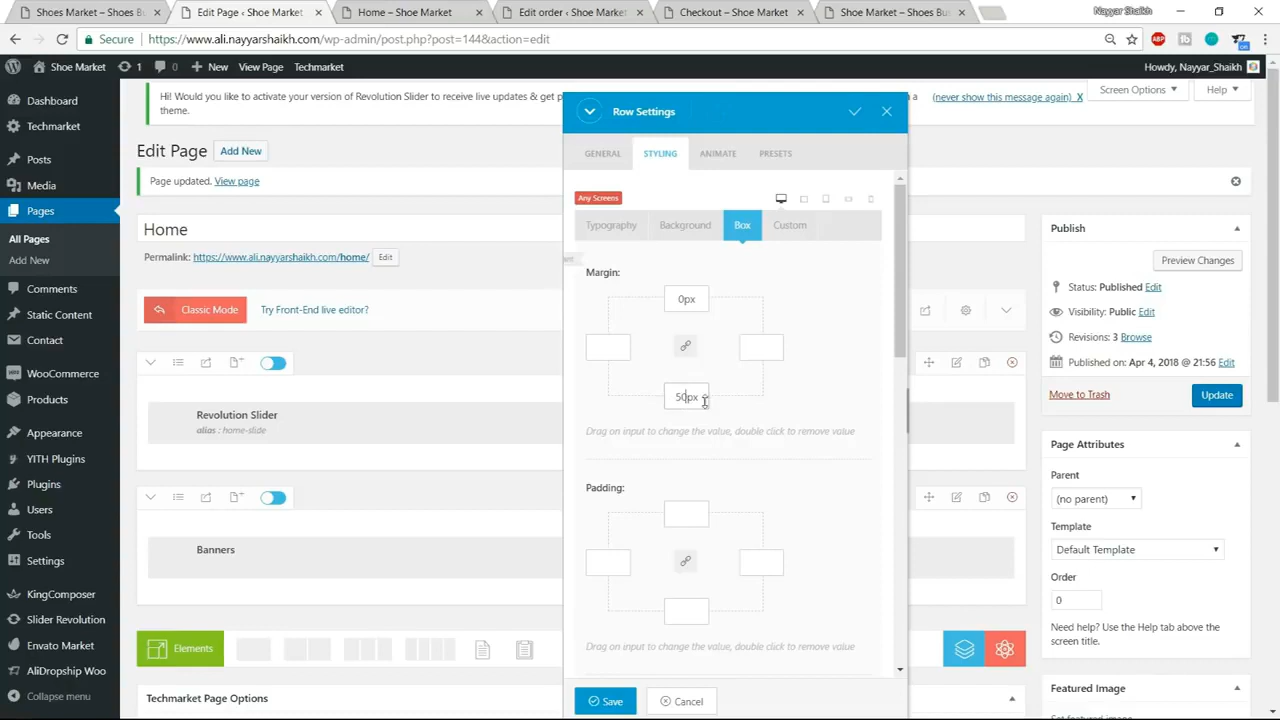 Shoes Market – Shoes Bu
Edit Page ‹ Shoe Market
Home – Shoe Market
Edit order ‹ Shoe Market
Checkout – Shoe Market
Shoe Market – Shoes Bu
Nayyar Shaikh
Secure
https://www.ali.nayyarshaikh.com/wp-admin/post.php?post=144&action=edit
ABP
Shoe Market
1
0
New
View Page
Techmarket
Howdy, Nayyar_Shaikh
Dashboard
Techmarket
Posts
Media
Pages
All Pages
Add New
Comments
Static Content
Contact
WooCommerce
Products
Appearance
YITH Plugins
Plugins
Users
Tools
Settings
KingComposer
Slider Revolution
Envato Market
AliDropship Woo
Collapse menu
Hi! Would you like to activate your version of Revolution Slider to receive live updates & get p
theme.
(never show this message again)
X
Screen Options
Help
Edit Page
Add New
Page updated. View page
Home
Permalink: https://www.ali.nayyarshaikh.com/home/
Edit
Classic Mode
Try Front-End live editor?
Revolution Slider
alias : home-slide
Banners
Elements
Techmarket Page Options
Row Settings
GENERAL
STYLING
ANIMATE
PRESETS
Any Screens
Typography
Background
Box
Custom
Margin:
0px
50px
Drag on input to change the value, double click to remove value
Padding:
Drag on input to change the value, double click to remove value
Save
Cancel
Publish
Preview Changes
Status: Published Edit
Visibility: Public Edit
Revisions: 3 Browse
Published on: Apr 4, 2018 @ 21:56 Edit
Move to Trash
Update
Page Attributes
Parent
(no parent)
Template
Default Template
Order
0
Need help? Use the Help tab above the
screen title.
Featured Image
Set featured image